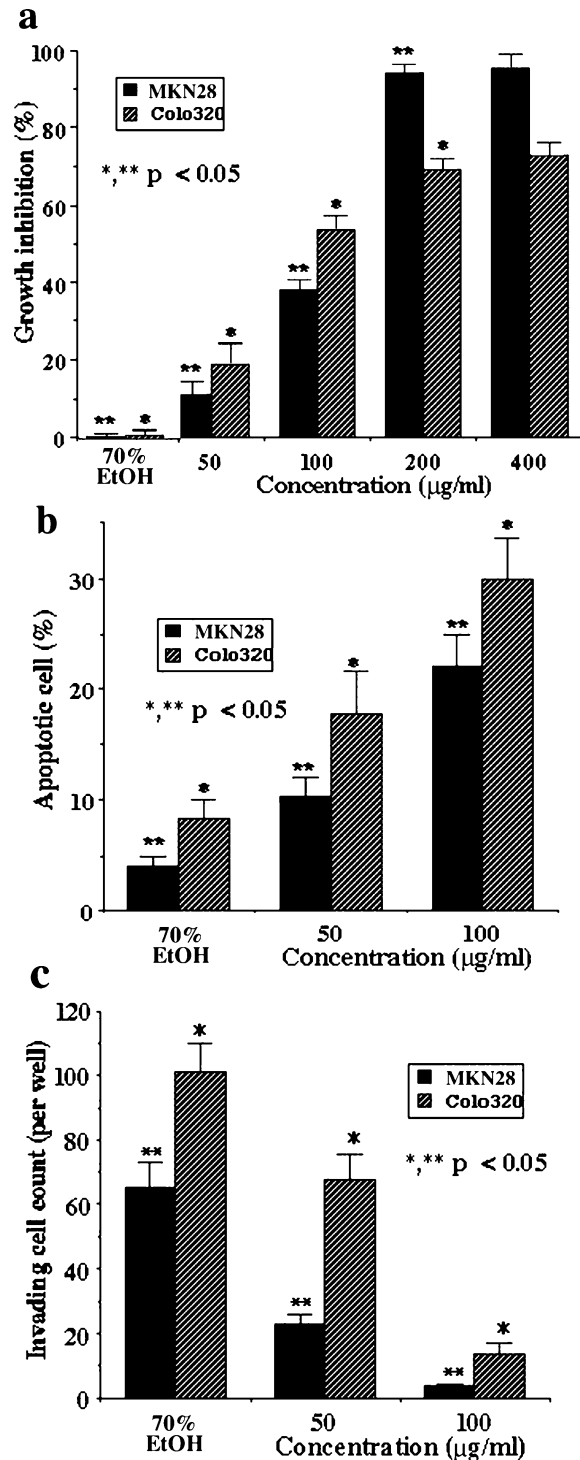 a
100
80
60
40
20
0
Growth inhibition (%)
MKN28
Colo320
*,** p < 0.05
** * ** * ** * ** *
70% EtOH 50 100 200 400
Concentration (μg/ml)
b
30
20
10
0
Apoptotic cell (%)
MKN28
Colo320
*,** p < 0.05
** * ** * ** *
70% EtOH 50 100
Concentration (μg/ml)
c
120
100
80
60
40
20
0
Invading cell count (per well)
MKN28
Colo320
*,** p < 0.05
** * ** * ** *
70% EtOH 50 100
Concentration (μg/ml)